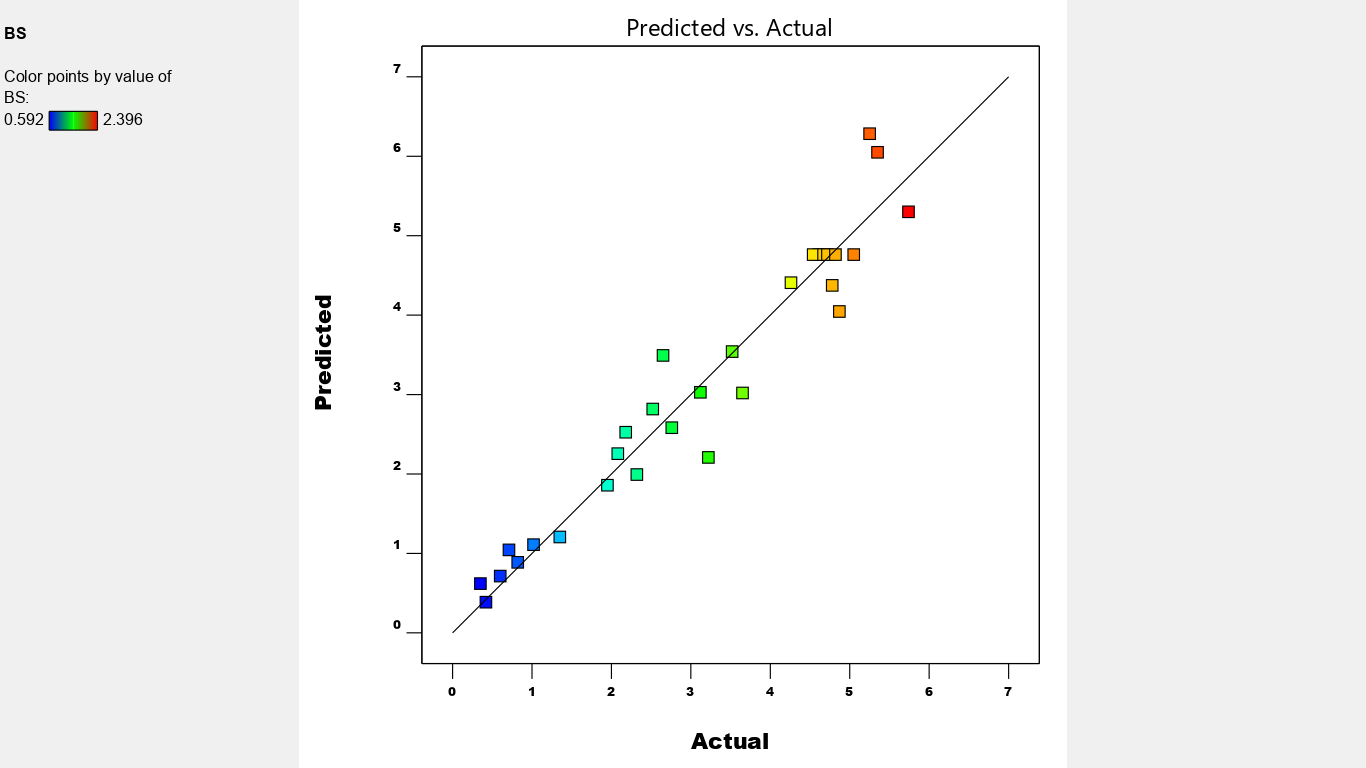 BS
Color points by value of
BS:
0.592 2.396
Predicted vs. Actual
Predicted
7
6
5
4
3
2
1
0
0 1 2 3 4 5 6 7
Actual